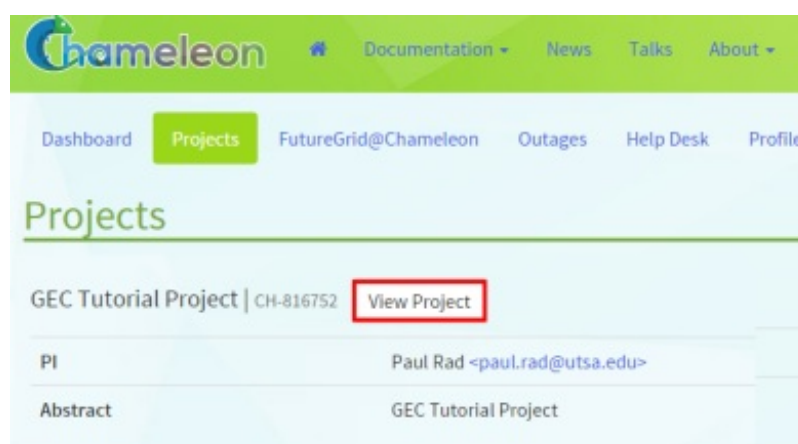 Chameleon Documentation News Talks About
Dashboard Projects FutureGrid@Chameleon Outages Help Desk Profile
Projects
GEC Tutorial Project | CH-816752 View Project
PI Paul Rad <paul.rad@utsa.edu>
Abstract GEC Tutorial Project